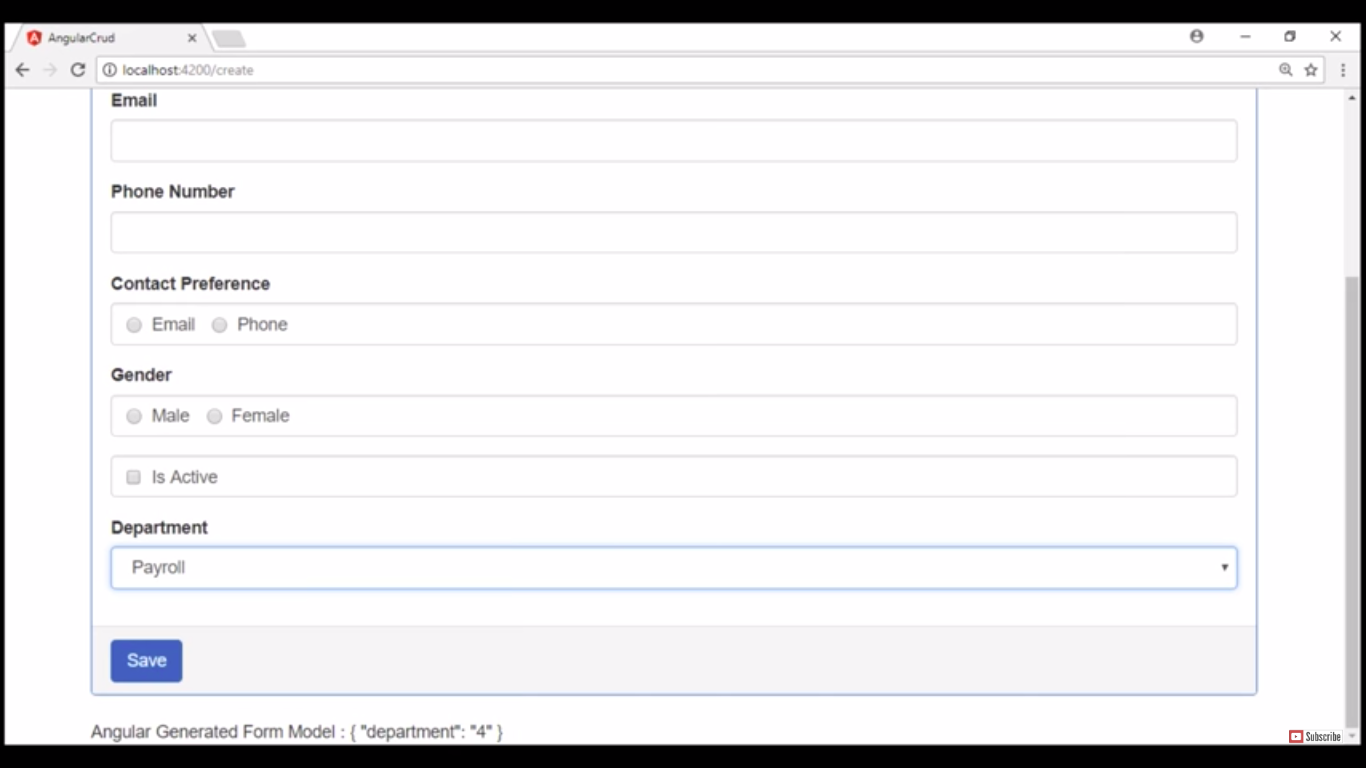 AngularCrud
localhost:4200/create
Email
Phone Number
Contact Preference
Email Phone
Gender
Male Female
Is Active
Department
Payroll
Save
Angular Generated Form Model : { "department": "4" }
Subscribe